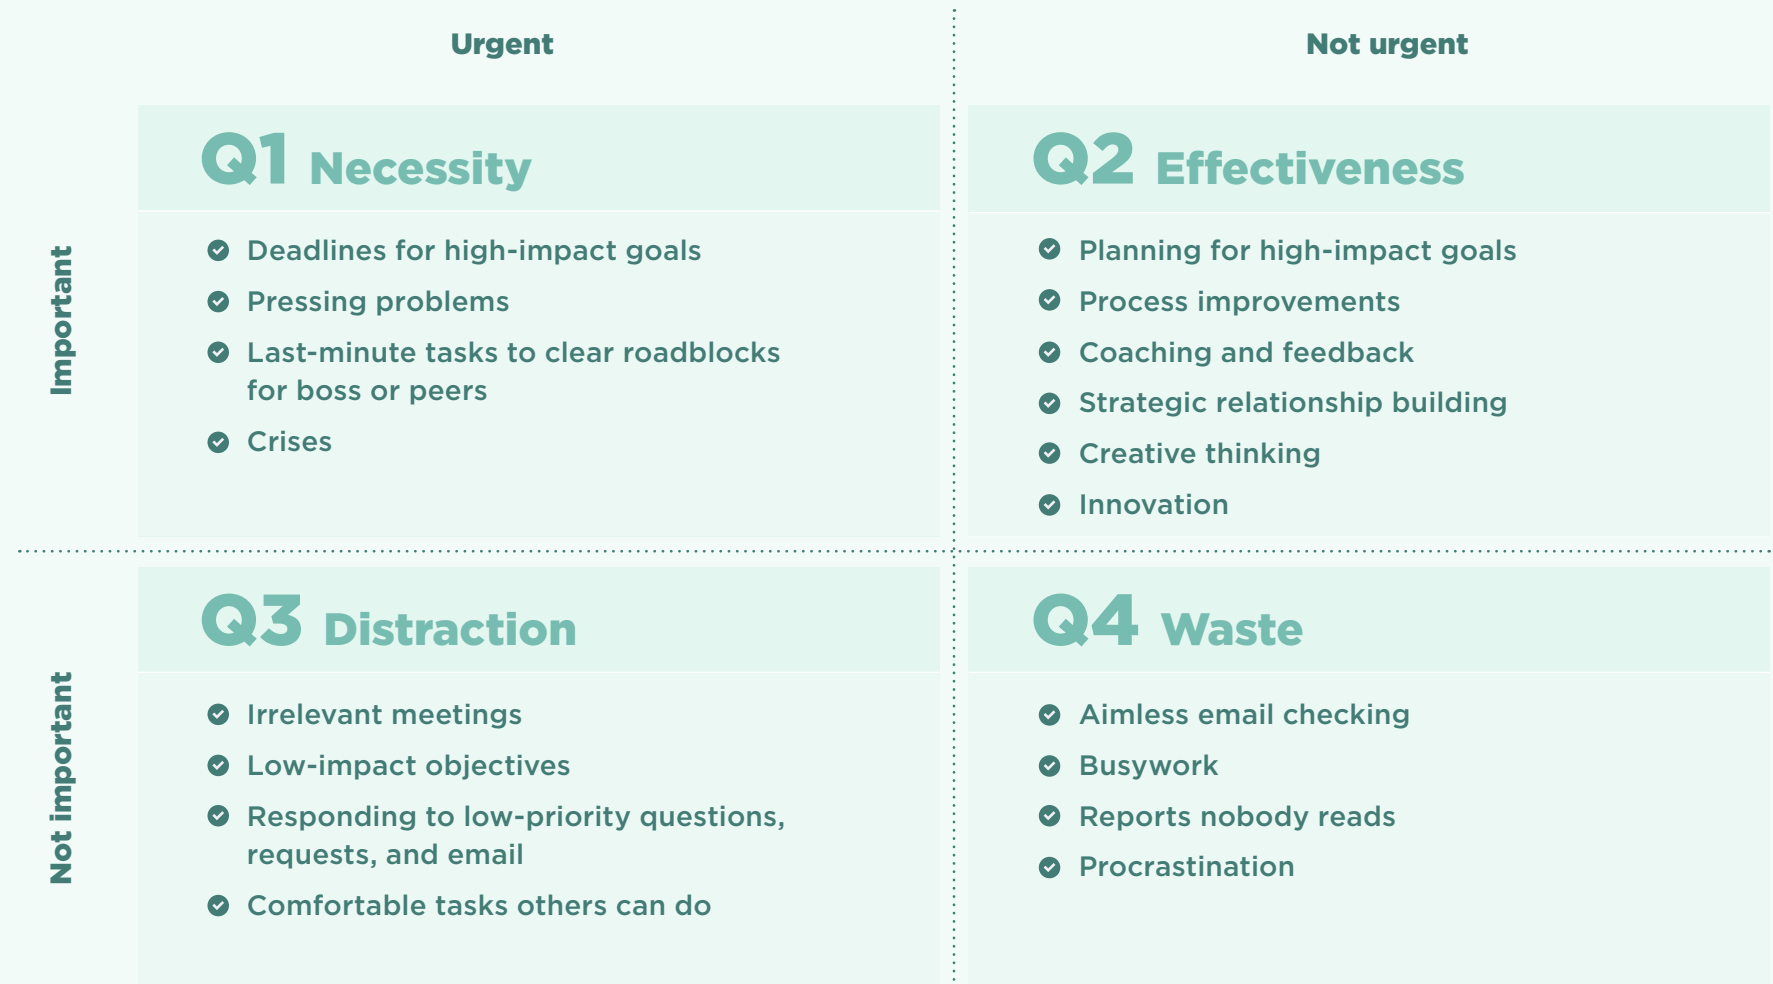 Urgent
Not urgent
Important
Q1 Necessity
Deadlines for high-impact goals
Pressing problems
Last-minute tasks to clear roadblocks
for boss or peers
Crises
Q2 Effectiveness
Planning for high-impact goals
Process improvements
Coaching and feedback
Strategic relationship building
Creative thinking
Innovation
Not important
Q3 Distraction
Irrelevant meetings
Low-impact objectives
Responding to low-priority questions,
requests, and email
Comfortable tasks others can do
Q4 Waste
Aimless email checking
Busywork
Reports nobody reads
Procrastination